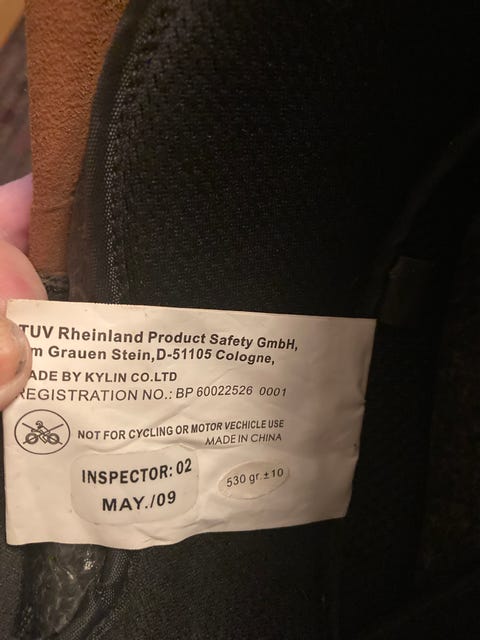 TUV Rheinland Product Safety GmbH,
m Grauen Stein,D-51105 Cologne,
ADE BY KYLIN CO.LTD
REGISTRATION NO.: BP 60022526 0001
NOT FOR CYCLING OR MOTOR VECHICLE USE
MADE IN CHINA
INSPECTOR: 02
MAY./09
530 gr.±10